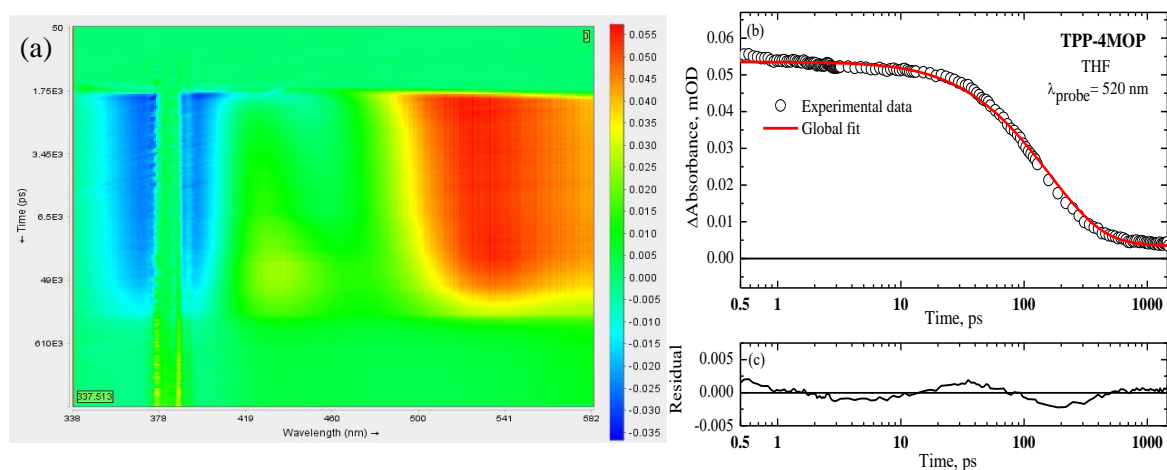 (a)
50
1.75E3
3.45E3
6.5E3
49E3
610E3
← Time (ps)
337.513
338
378
419
460
500
541
582
Wavelength (nm) →
0.055
0.050
0.045
0.040
0.035
0.030
0.025
0.020
0.015
0.010
0.005
0.000
-0.005
-0.010
-0.015
-0.020
-0.025
-0.030
-0.035
(b)
TPP-4MOP
THF
λprobe= 520 nm
Experimental data
Global fit
ΔAbsorbance, mOD
0.06
0.05
0.04
0.03
0.02
0.01
0.00
0.5
1
10
100
1000
Time, ps
(c)
Residual
0.005
0.000
-0.005
0.5
1
10
100
1000
Time, ps